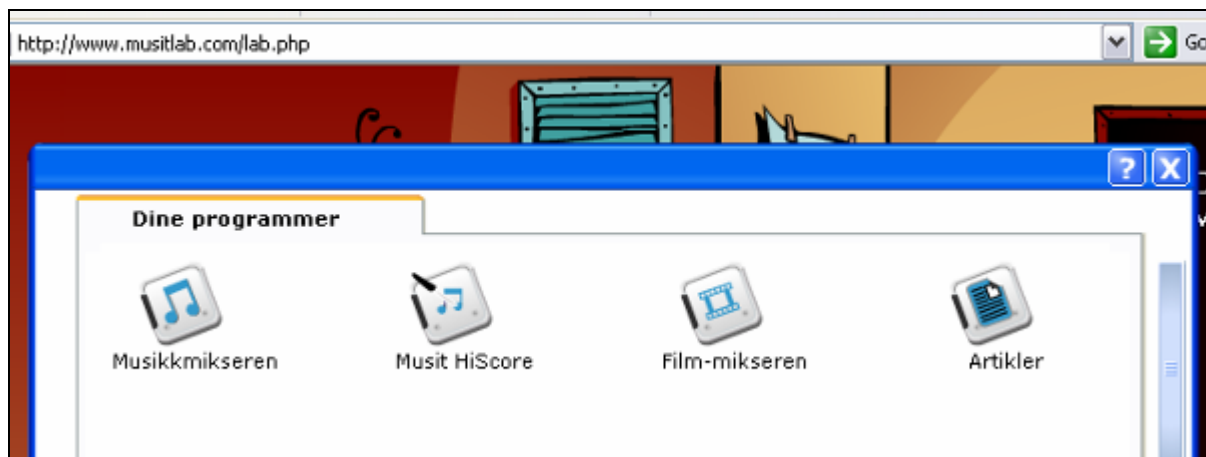 http://www.musitlab.com/lab.php
Go
? X
Dine programmer
Musikkmikseren Musit HiScore Film-mikseren Artikler